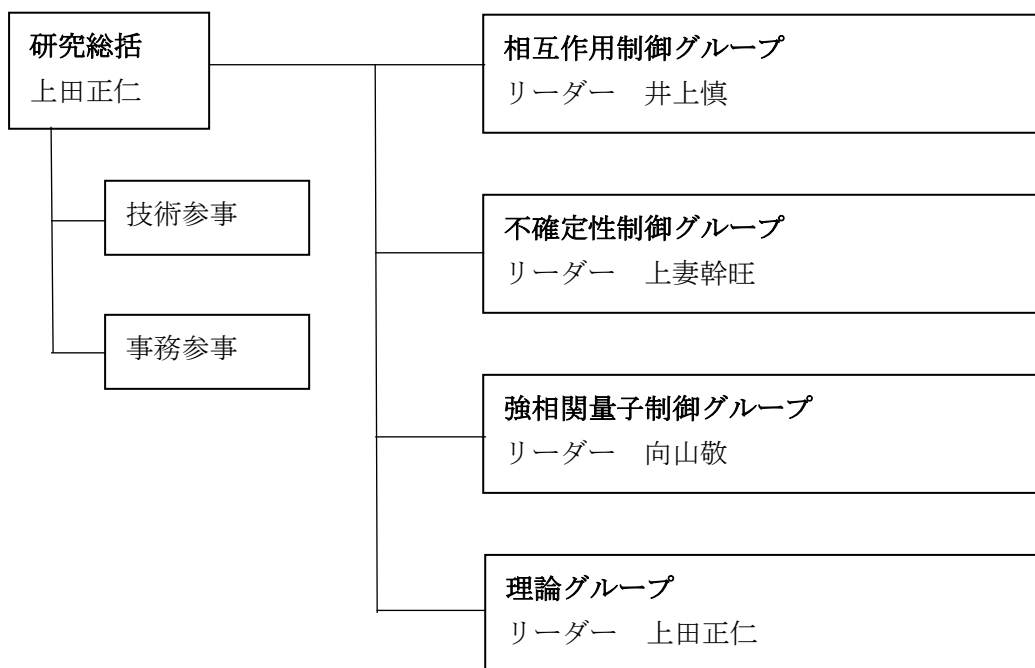 研究総括
上田正仁
技術参事
事務参事
相互作用制御グループ
リーダー　井上慎
不確定性制御グループ
リーダー　上妻幹旺
強相関量子制御グループ
リーダー　向山敬
理論グループ
リーダー　上田正仁